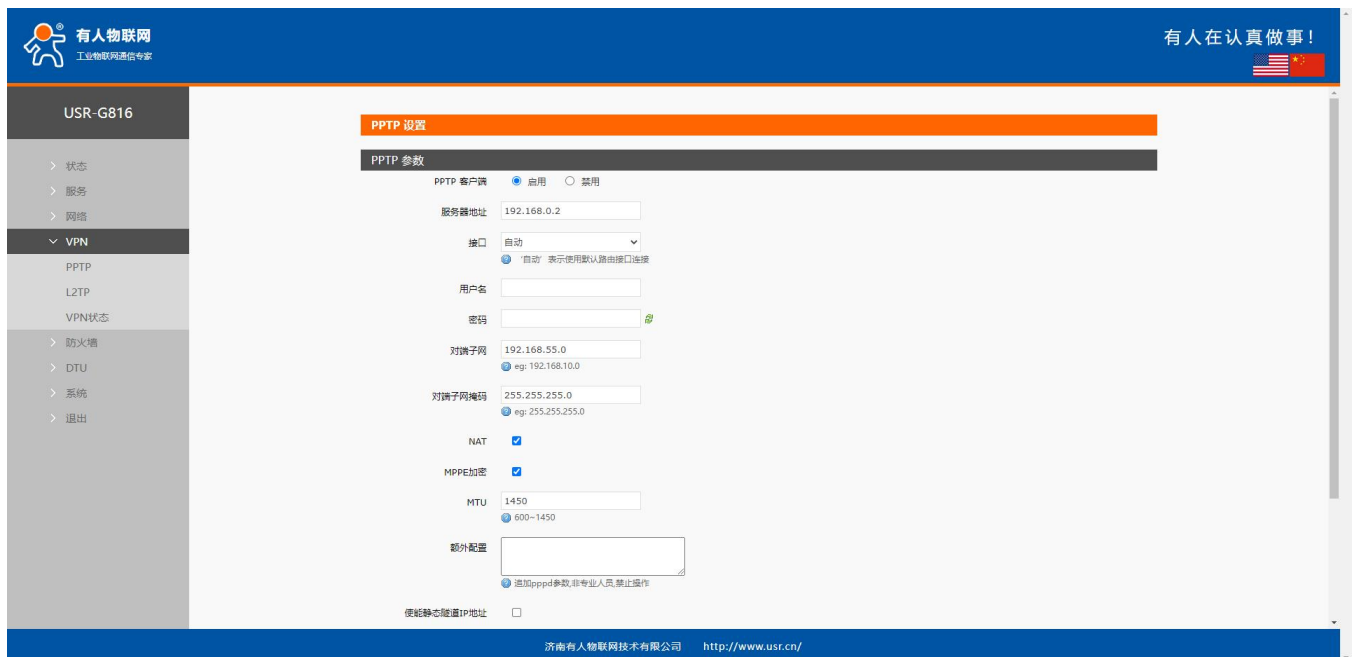 有人物联网
工业物联网通信专家
有人在认真做事！
USR-G816
状态
服务
网络
VPN
PPTP
L2TP
VPN状态
防火墙
DTU
系统
退出
PPTP 设置
PPTP 参数
PPTP 客户端 启用 禁用
服务器地址 192.168.0.2
接口 自动
'自动' 表示使用默认路由接口连接
用户名
密码
对端子网 192.168.55.0
eg: 192.168.10.0
对端子网掩码 255.255.255.0
eg: 255.255.255.0
NAT
MPPE加密
MTU 1450
600~1450
额外配置
追加pppd参数,非专业人员,禁止操作
使能静态隧道IP地址
济南有人物联网技术有限公司 http://www.usr.cn/